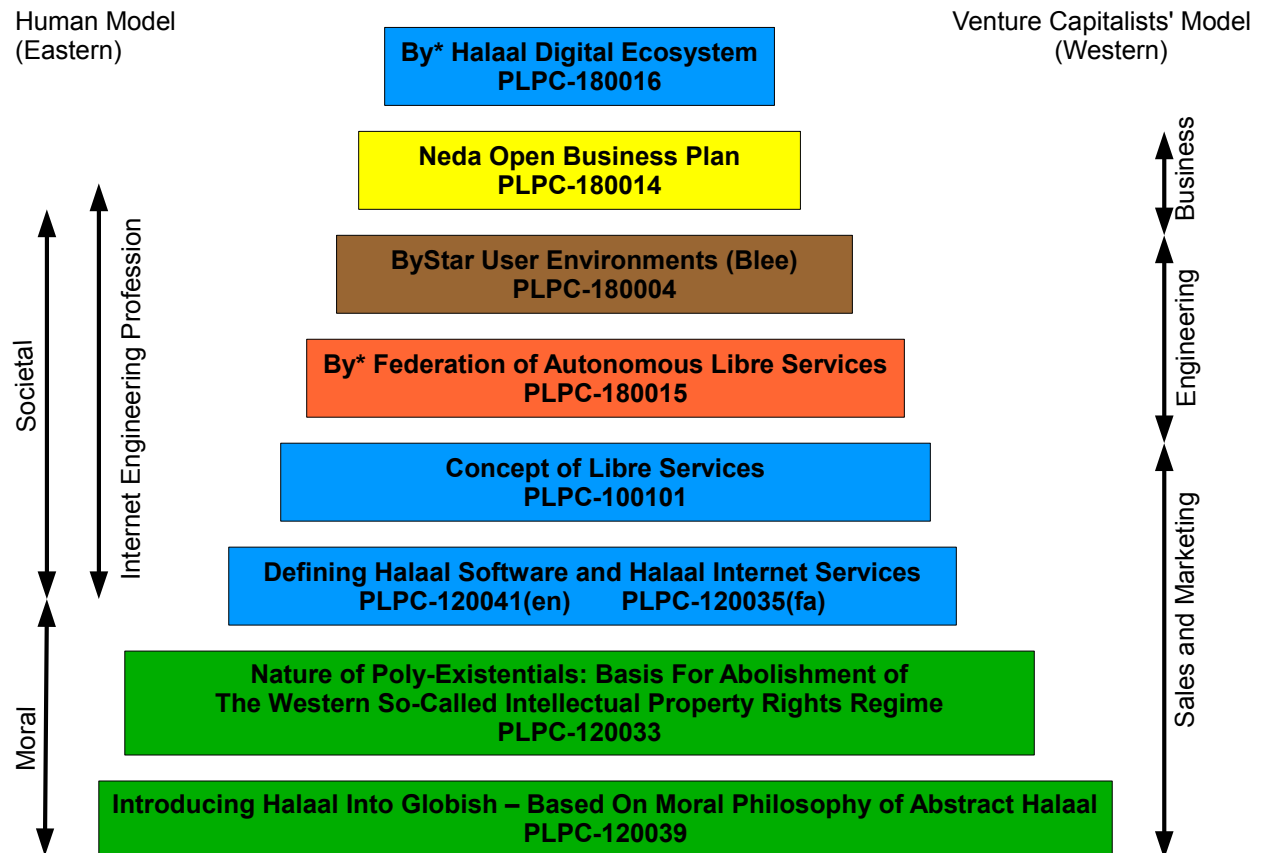 Human Model
(Eastern)
Venture Capitalists' Model
(Western)
By* Halaal Digital Ecosystem
PLPC-180016
Neda Open Business Plan
PLPC-180014
ByStar User Environments (Blee)
PLPC-180004
By* Federation of Autonomous Libre Services
PLPC-180015
Concept of Libre Services
PLPC-100101
Defining Halaal Software and Halaal Internet Services
PLPC-120041(en) PLPC-120035(fa)
Nature of Poly-Existentials: Basis For Abolishment of
The Western So-Called Intellectual Property Rights Regime
PLPC-120033
Introducing Halaal Into Globish – Based On Moral Philosophy of Abstract Halaal
PLPC-120039
Societal
Moral
Internet Engineering Profession
Business
Engineering
Sales and Marketing